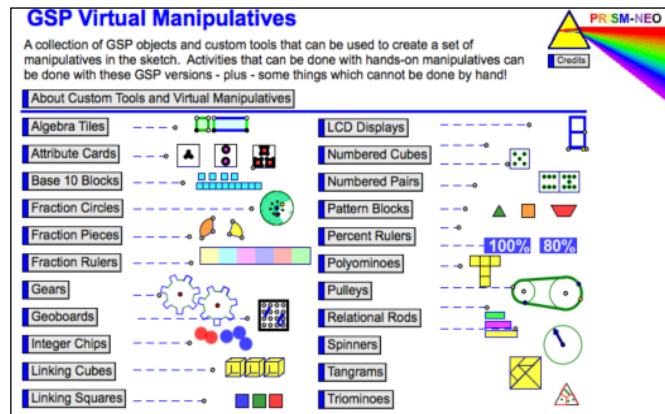 GSP Virtual Manipulatives
PRISM-NEO
A collection of GSP objects and custom tools that can be used to create a set of
manipulatives in the sketch. Activities that can be done with hands-on manipulatives can
be done with these GSP versions - plus - some things which cannot be done by hand!
Credits
About Custom Tools and Virtual Manipulatives
Algebra Tiles
Attribute Cards
Base 10 Blocks
Fraction Circles
Fraction Pieces
Fraction Rulers
Gears
Geoboards
Integer Chips
Linking Cubes
Linking Squares
LCD Displays
Numbered Cubes
Numbered Pairs
Pattern Blocks
Percent Rulers
100% 80%
Polyominoes
Pulleys
Relational Rods
Spinners
Tangrams
Triominoes